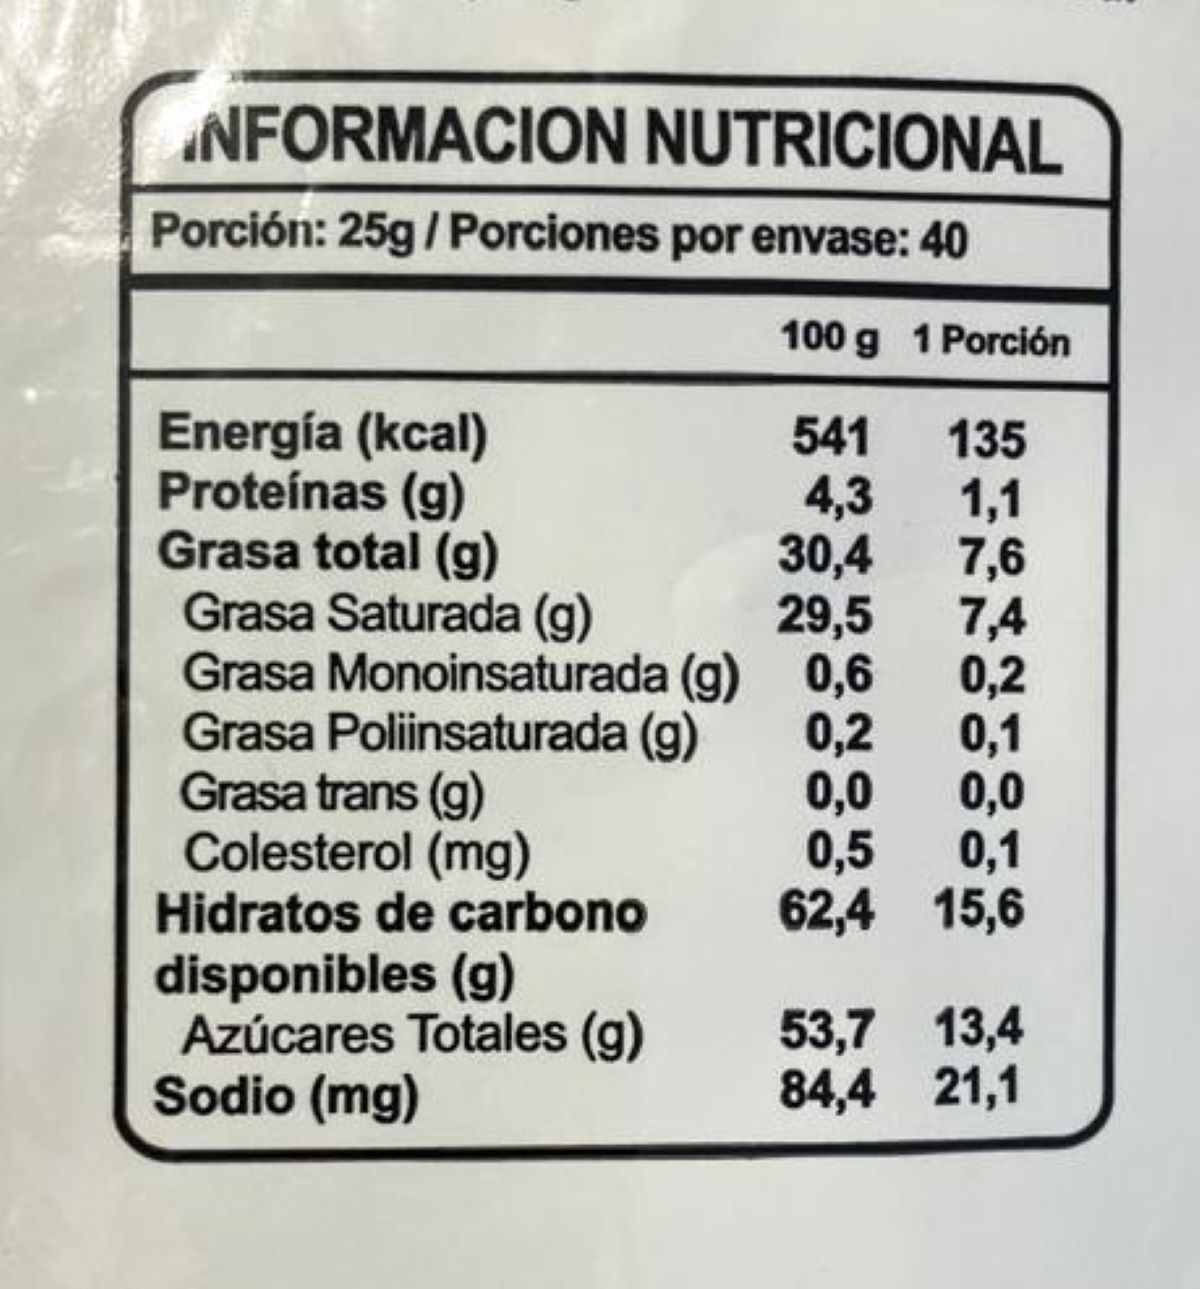 INFORMACION NUTRICIONAL
Porción: 25g / Porciones por envase: 40
100 g 1 Porción
Energía (kcal) 541 135
Proteínas (g) 4,3 1,1
Grasa total (g) 30,4 7,6
Grasa Saturada (g) 29,5 7,4
Grasa Monoinsaturada (g) 0,6 0,2
Grasa Poliinsaturada (g) 0,2 0,1
Grasa trans (g) 0,0 0,0
Colesterol (mg) 0,5 0,1
Hidratos de carbono 62,4 15,6
disponibles (g)
Azúcares Totales (g) 53,7 13,4
Sodio (mg) 84,4 21,1